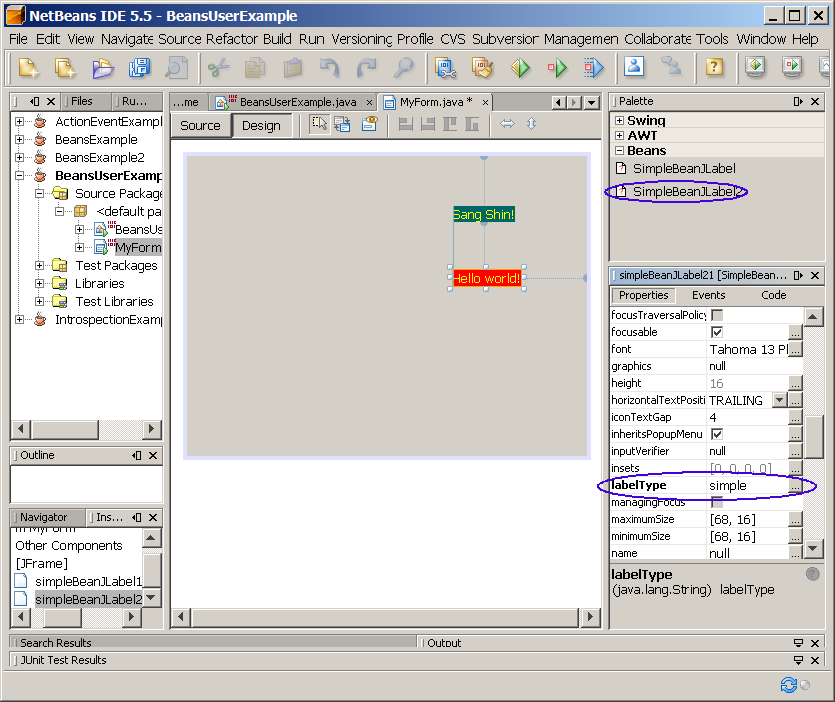 NetBeans IDE 5.5 - BeansUserExample
File Edit View Navigate Source Refactor Build Run Versioning Profile CVS Subversion Managemen Collaborate Tools Window Help
Files
Ru...
ActionEventExampl
BeansExample
BeansExample2
BeansUserExamp
Source Package
<default pa
BeansUs
MyForm
Test Packages
Libraries
Test Libraries
IntrospectionExamp
Outline
Navigator
Ins...
Other Components
[JFrame]
simpleBeanJLabel1
simpleBeanJLabel2
...me
BeansUserExample.java
MyForm.java *
Source
Design
Sang Shin!
Hello world!
Palette
Swing
AWT
Beans
SimpleBeanJLabel
SimpleBeanJLabel2
simpleBeanJLabel21 [SimpleBean...
Properties
Events
Code
focusTraversalPolicy
focusable
font Tahoma 13 Pl ...
graphics null
height 16 ...
horizontalTextPositi TRAILING ...
iconTextGap 4 ...
inheritsPopupMenu ...
inputVerifier null ...
insets [0, 0, 0, 0] ...
labelType simple ...
managingFocus
maximumSize [68, 16] ...
minimumSize [68, 16] ...
name null ...
labelType
(java.lang.String) labelType
Search Results
Output
JUnit Test Results